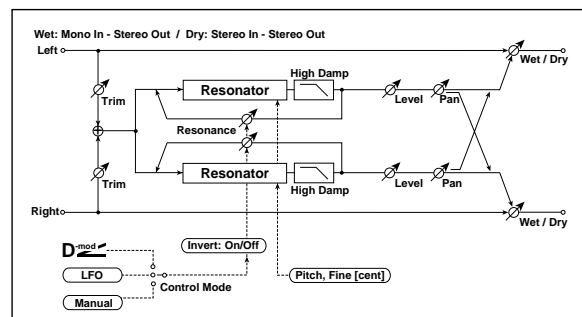 Wet: Mono In - Stereo Out / Dry: Stereo In - Stereo Out
Left
Wet / Dry
High Damp
Resonator
Trim
Level
Pan
Resonance
Resonator
High Damp
Trim
Level
Pan
Right
Wet / Dry
D-mod
Invert: On/Off
LFO
Pitch, Fine [cent]
Control Mode
Manual